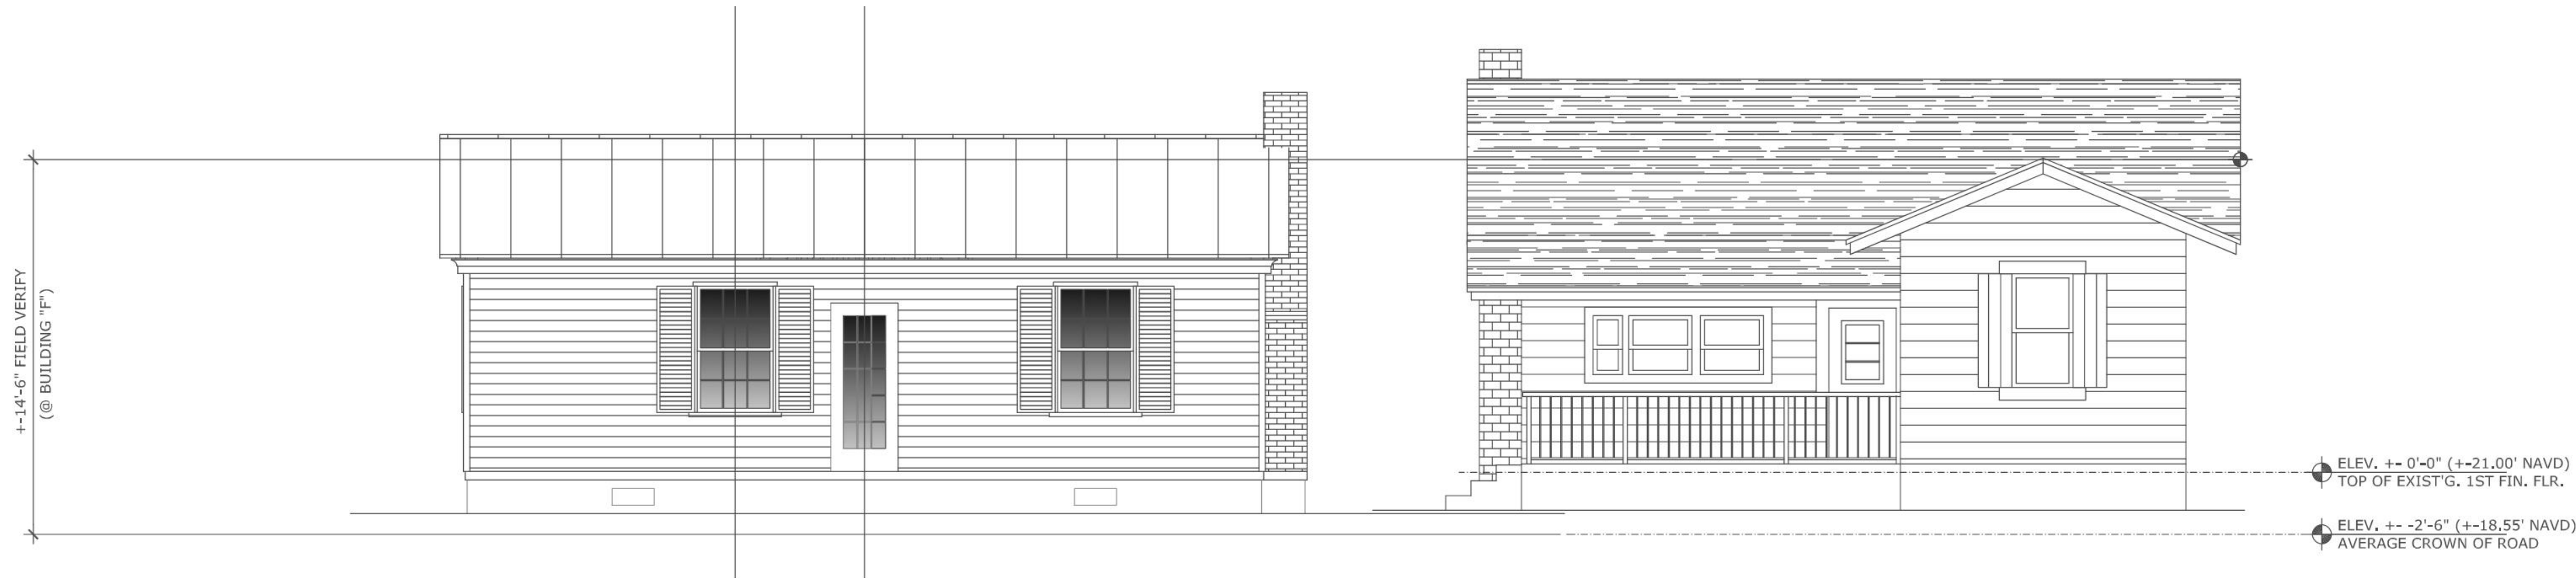 +-14'-6" FIELD VERIFY
(@ BUILDING "F")
ELEV. +- 0'-0" (+-21.00' NAVD)
TOP OF EXIST'G. 1ST FIN. FLR.
ELEV. +- -2'-6" (+-18.55' NAVD)
AVERAGE CROWN OF ROAD